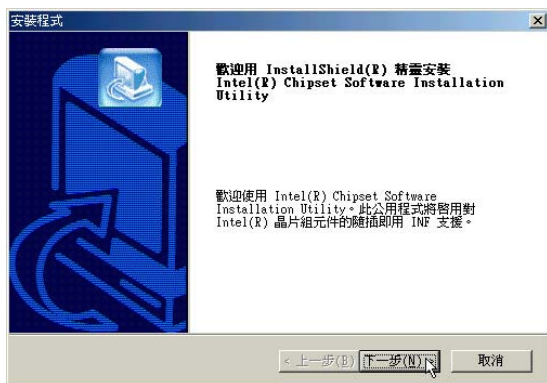 安裝程式
歡迎用 InstallShield(R) 精靈安裝
Intel(R) Chipset Software Installation
Utility
歡迎使用 Intel(R) Chipset Software
Installation Utility。此公用程式將啓用對
Intel(R) 晶片組元件的隨插即用 INF 支援。
< 上一步(B)
下一步(N) >
取消